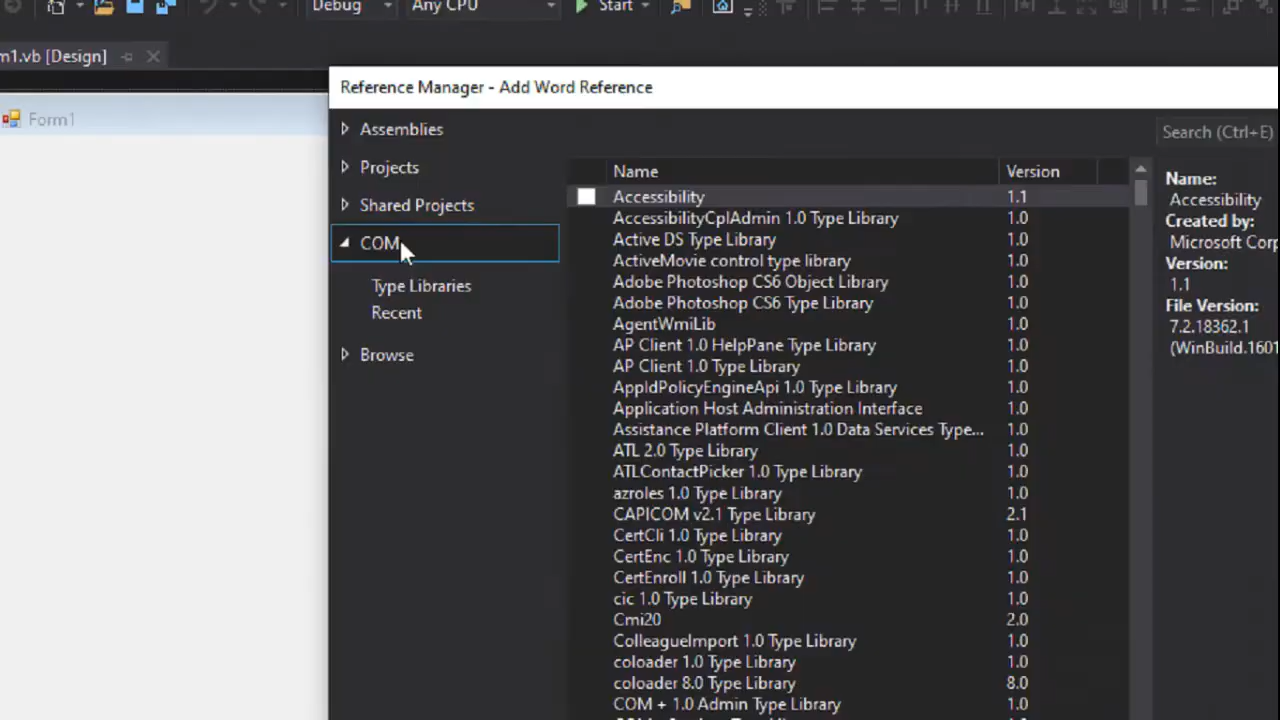 Debug Any CPU Start
m1.vb [Design]
Reference Manager - Add Word Reference
Form1
Assemblies
Projects
Shared Projects
COM
Type Libraries
Recent
Browse
Search (Ctrl+E)
Name Version
Accessibility 1.1
AccessibilityCplAdmin 1.0 Type Library 1.0
Active DS Type Library 1.0
ActiveMovie control type library 1.0
Adobe Photoshop CS6 Object Library 1.0
Adobe Photoshop CS6 Type Library 1.0
AgentWmiLib 1.0
AP Client 1.0 HelpPane Type Library 1.0
AP Client 1.0 Type Library 1.0
AppIdPolicyEngineApi 1.0 Type Library 1.0
Application Host Administration Interface 1.0
Assistance Platform Client 1.0 Data Services Type... 1.0
ATL 2.0 Type Library 1.0
ATLContactPicker 1.0 Type Library 1.0
azroles 1.0 Type Library 1.0
CAPICOM v2.1 Type Library 2.1
CertCli 1.0 Type Library 1.0
CertEnc 1.0 Type Library 1.0
CertEnroll 1.0 Type Library 1.0
cic 1.0 Type Library 1.0
Cmi20 2.0
ColleagueImport 1.0 Type Library 1.0
coloader 1.0 Type Library 1.0
coloader 8.0 Type Library 8.0
COM + 1.0 Admin Type Library 1.0
Name:
Accessibility
Created by:
Microsoft Corp
Version:
1.1
File Version:
7.2.18362.1
(WinBuild.1601